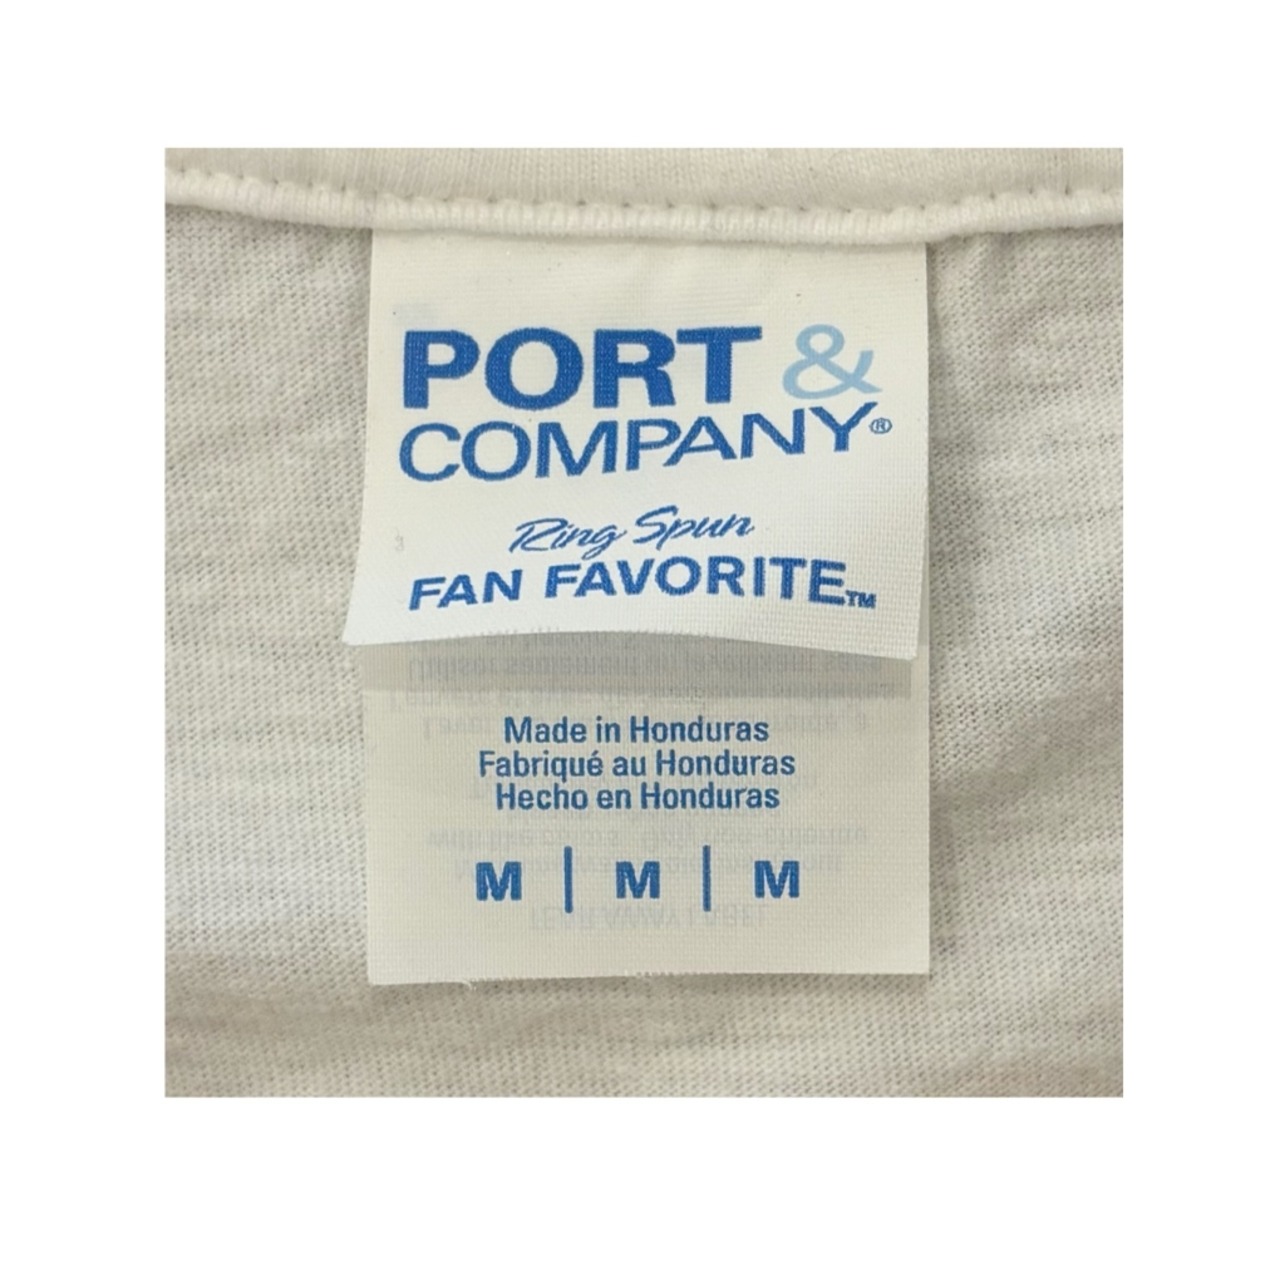 PORT &
COMPANY®
Ring Spun
FAN FAVORITE™
Made in Honduras
Fabriqué au Honduras
Hecho en Honduras
M | M | M